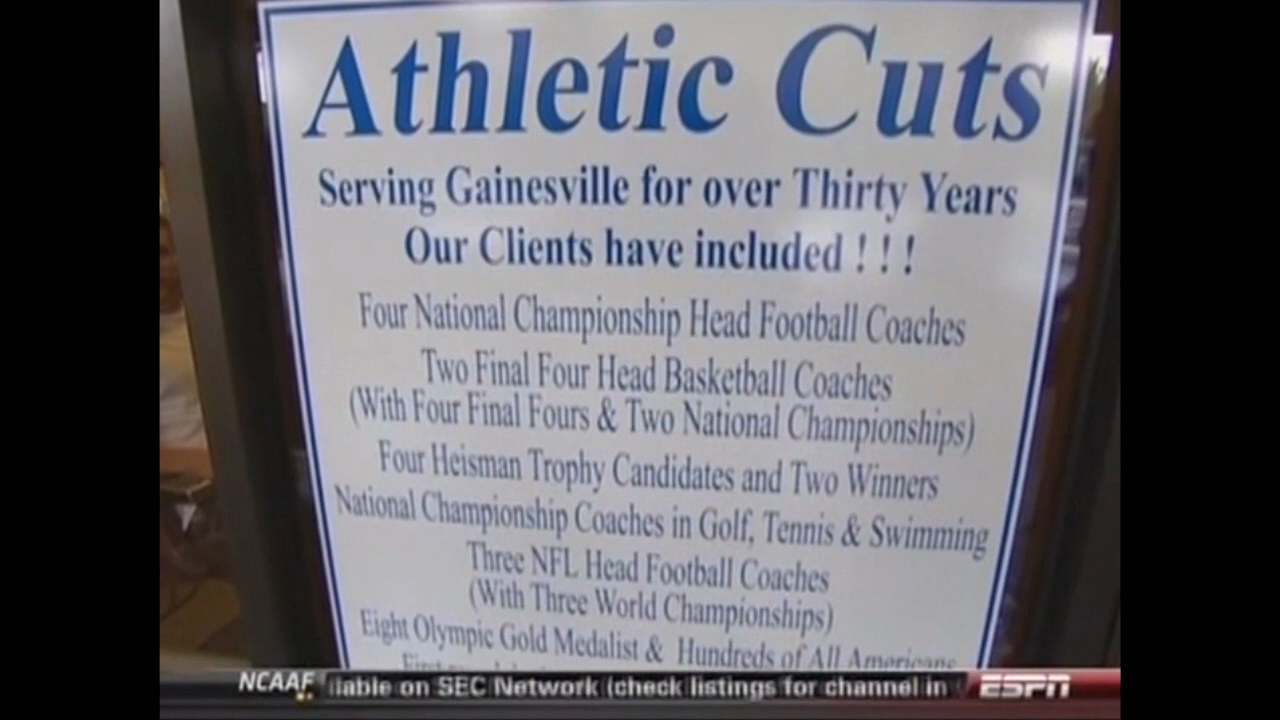 Athletic Cuts
Serving Gainesville for over Thirty Years
Our Clients have included ! ! !
Four National Championship Head Football Coaches
Two Final Four Head Basketball Coaches
(With Four Final Fours & Two National Championships)
Four Heisman Trophy Candidates and Two Winners
National Championship Coaches in Golf, Tennis & Swimming
Three NFL Head Football Coaches
(With Three World Championships)
Eight Olympic Gold Medalist & Hundreds of All Americans
NCAAF ilable on SEC Network (check listings for channel in ESPN